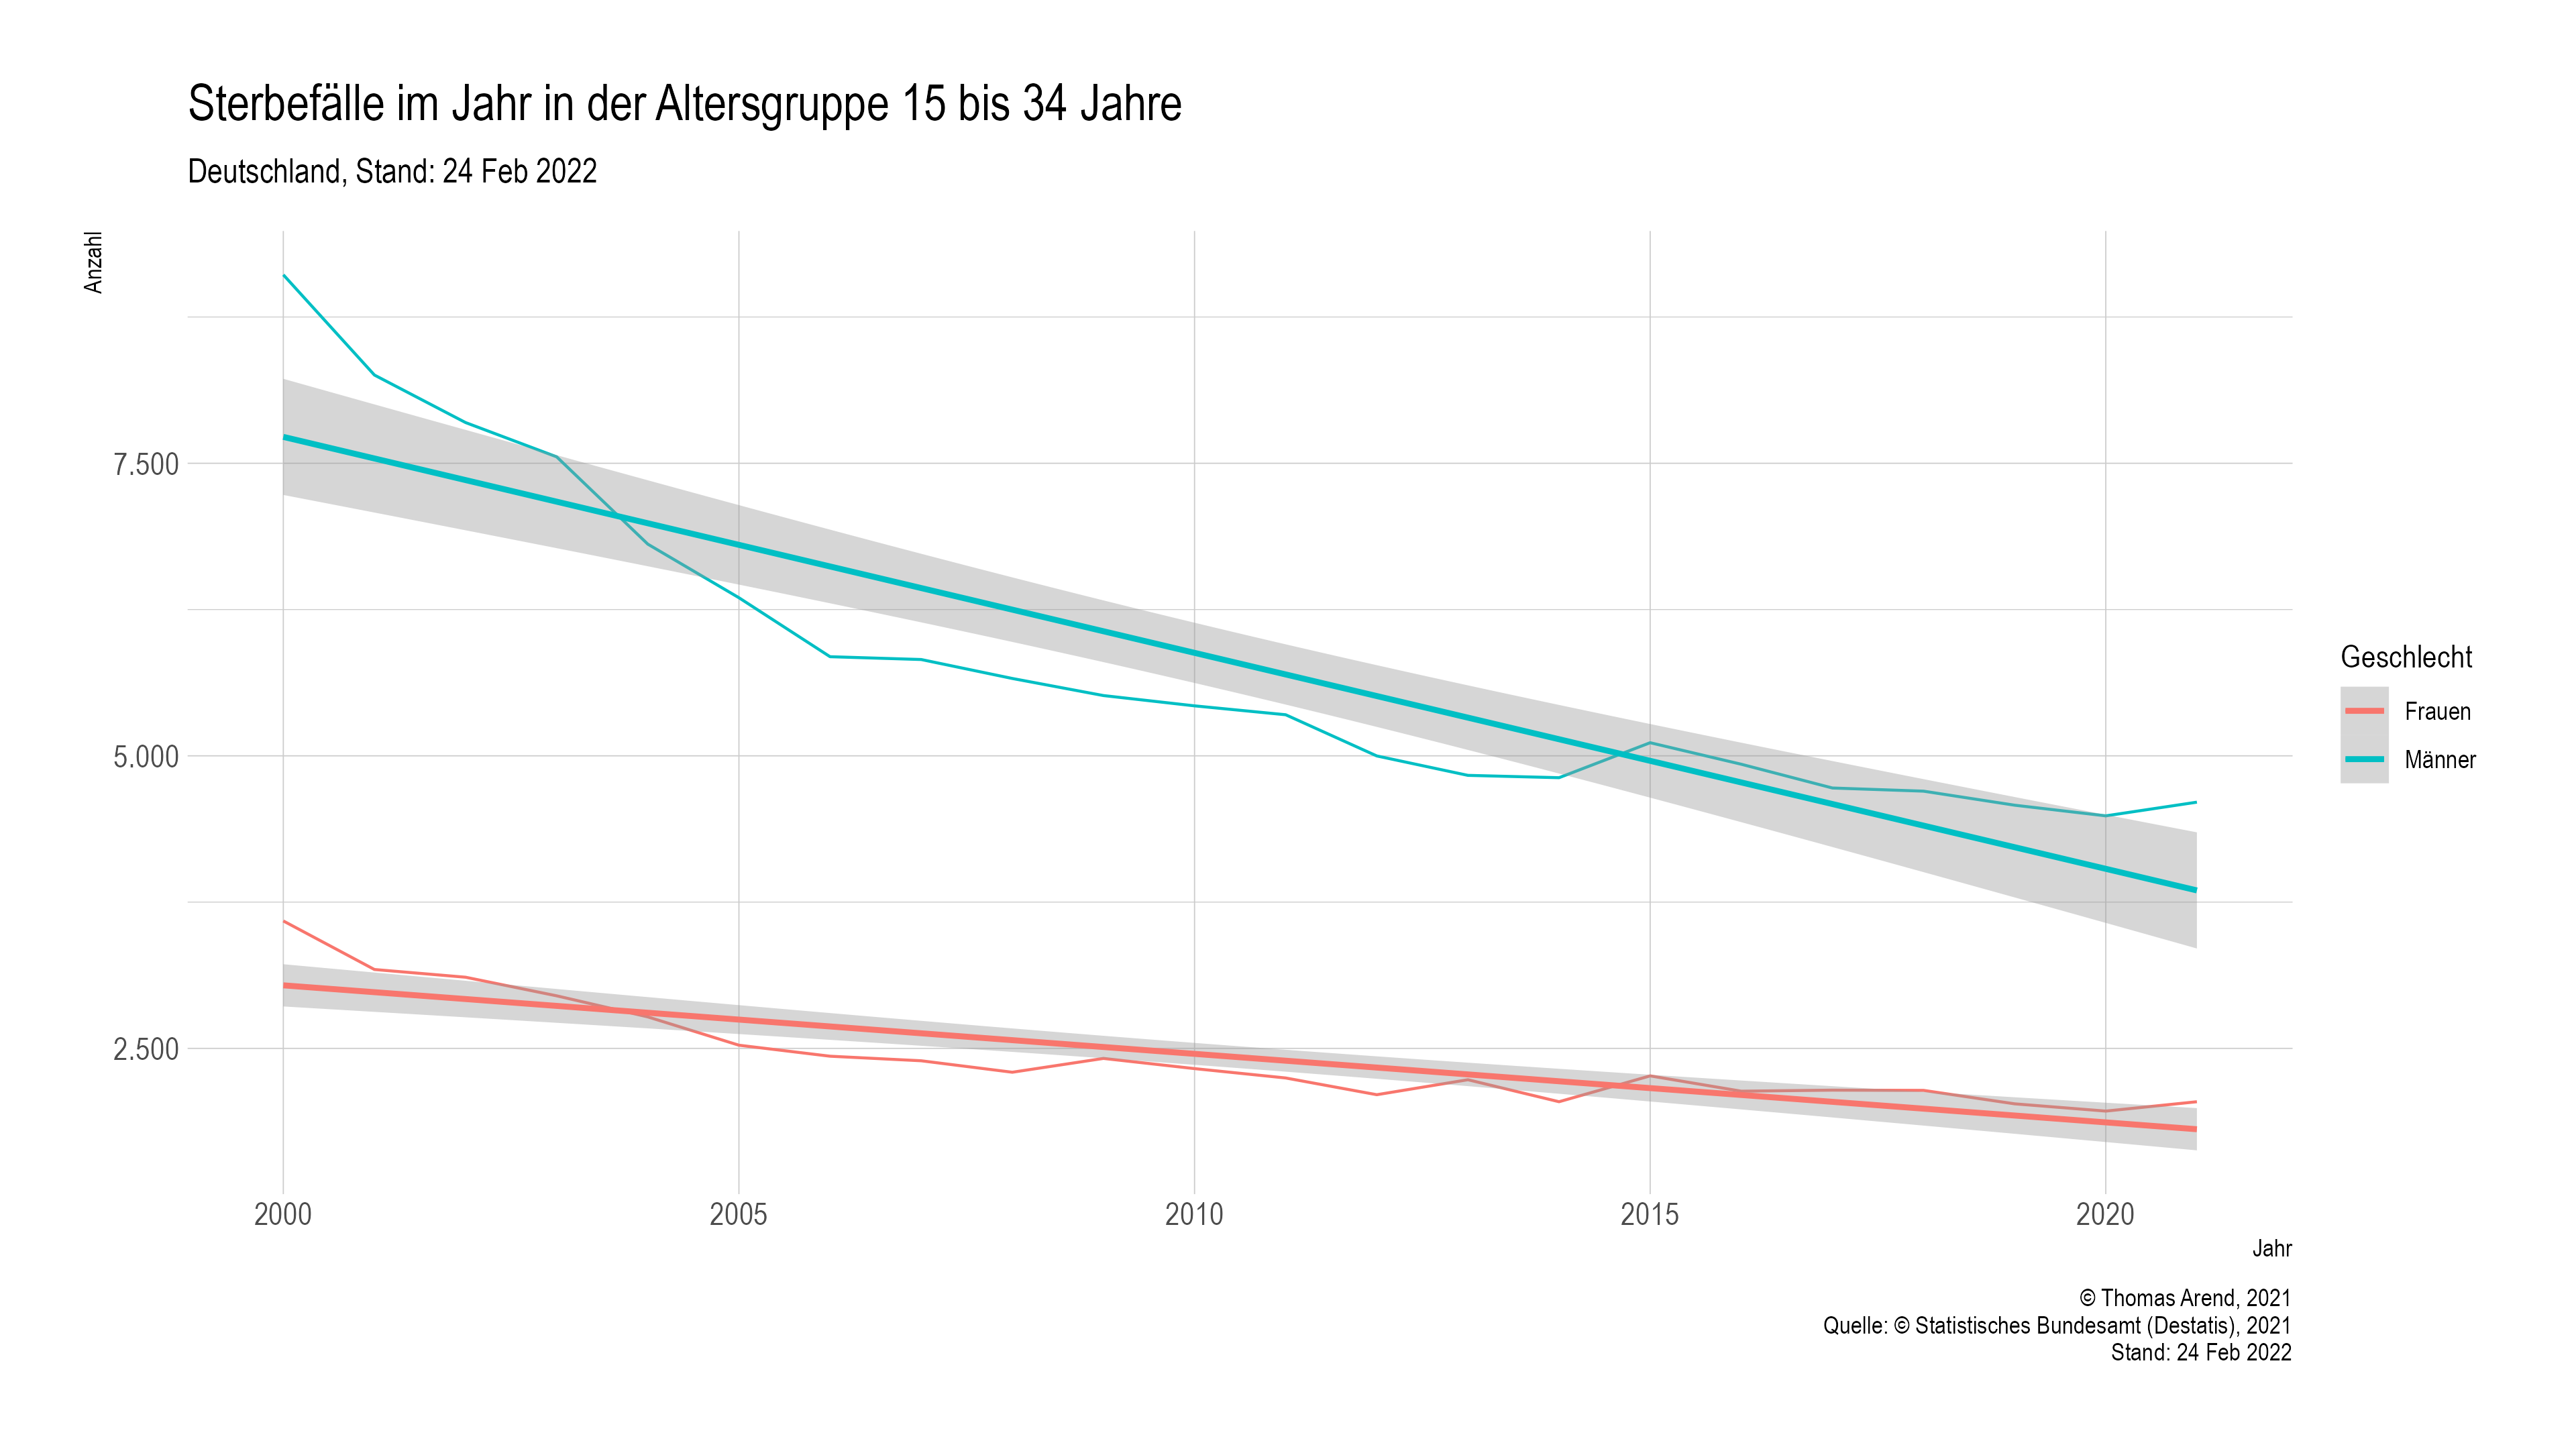 Sterbefälle im Jahr in der Altersgruppe 15 bis 34 Jahre
Deutschland, Stand: 24 Feb 2022
Anzahl
7.500
5.000
2.500
2000
2005
2010
2015
2020
Jahr
Geschlecht
Frauen
Männer
© Thomas Arend, 2021
Quelle: © Statistisches Bundesamt (Destatis), 2021
Stand: 24 Feb 2022